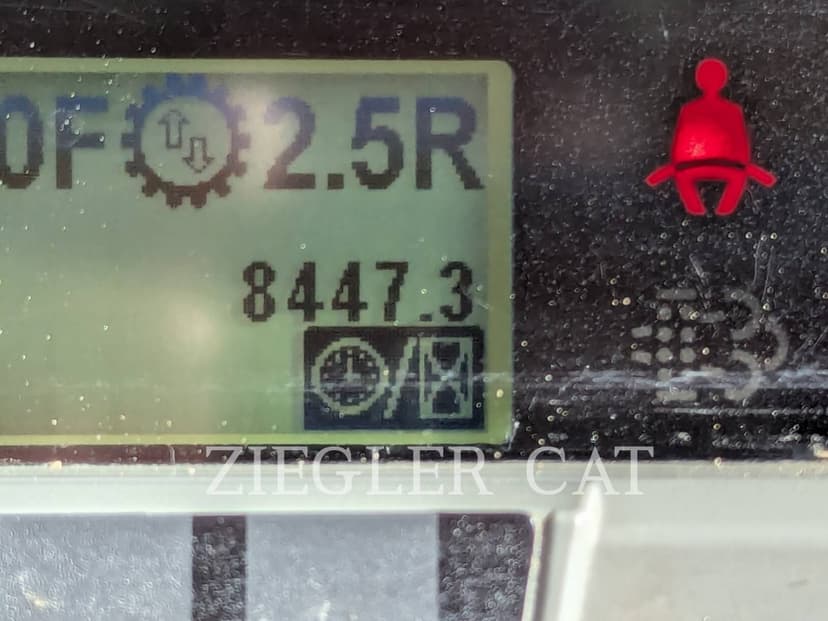 0F 2.5R
8447.3
ZIEGLER CAT